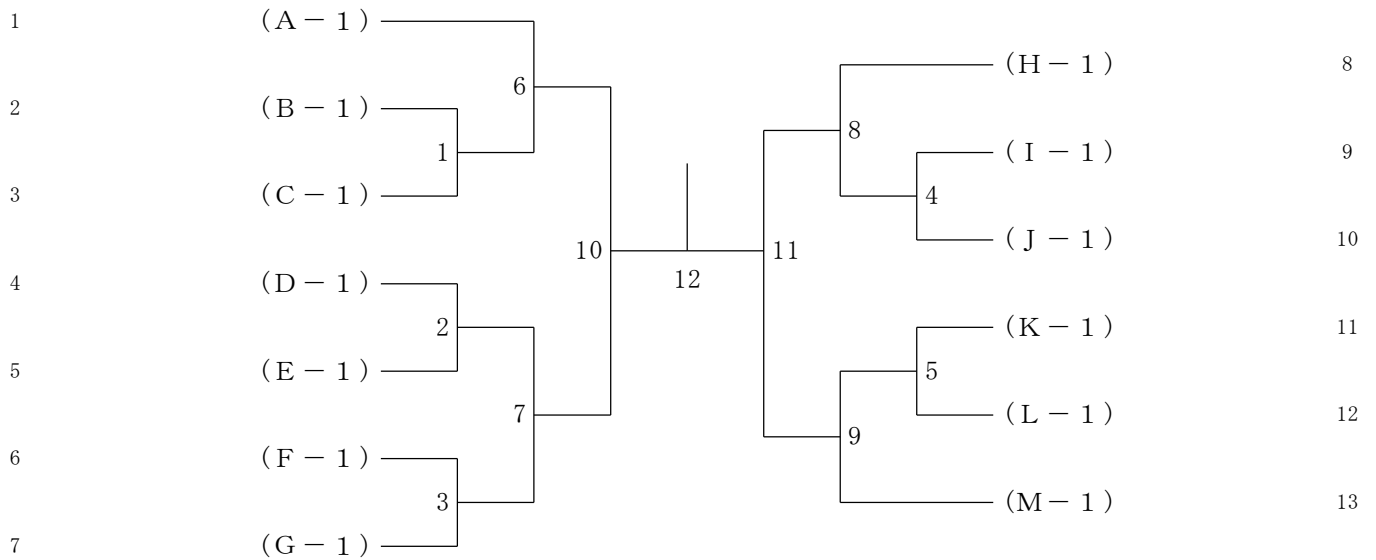 1 （A－1）
（H－1） 8
6
2 （B－1）
8
1
（I－1） 9
3 （C－1）
4
（J－1） 10
10
11
12
4 （D－1）
2
（K－1） 11
5 （E－1）
5
7
（L－1） 12
9
6 （F－1）
3
（M－1） 13
7 （G－1）